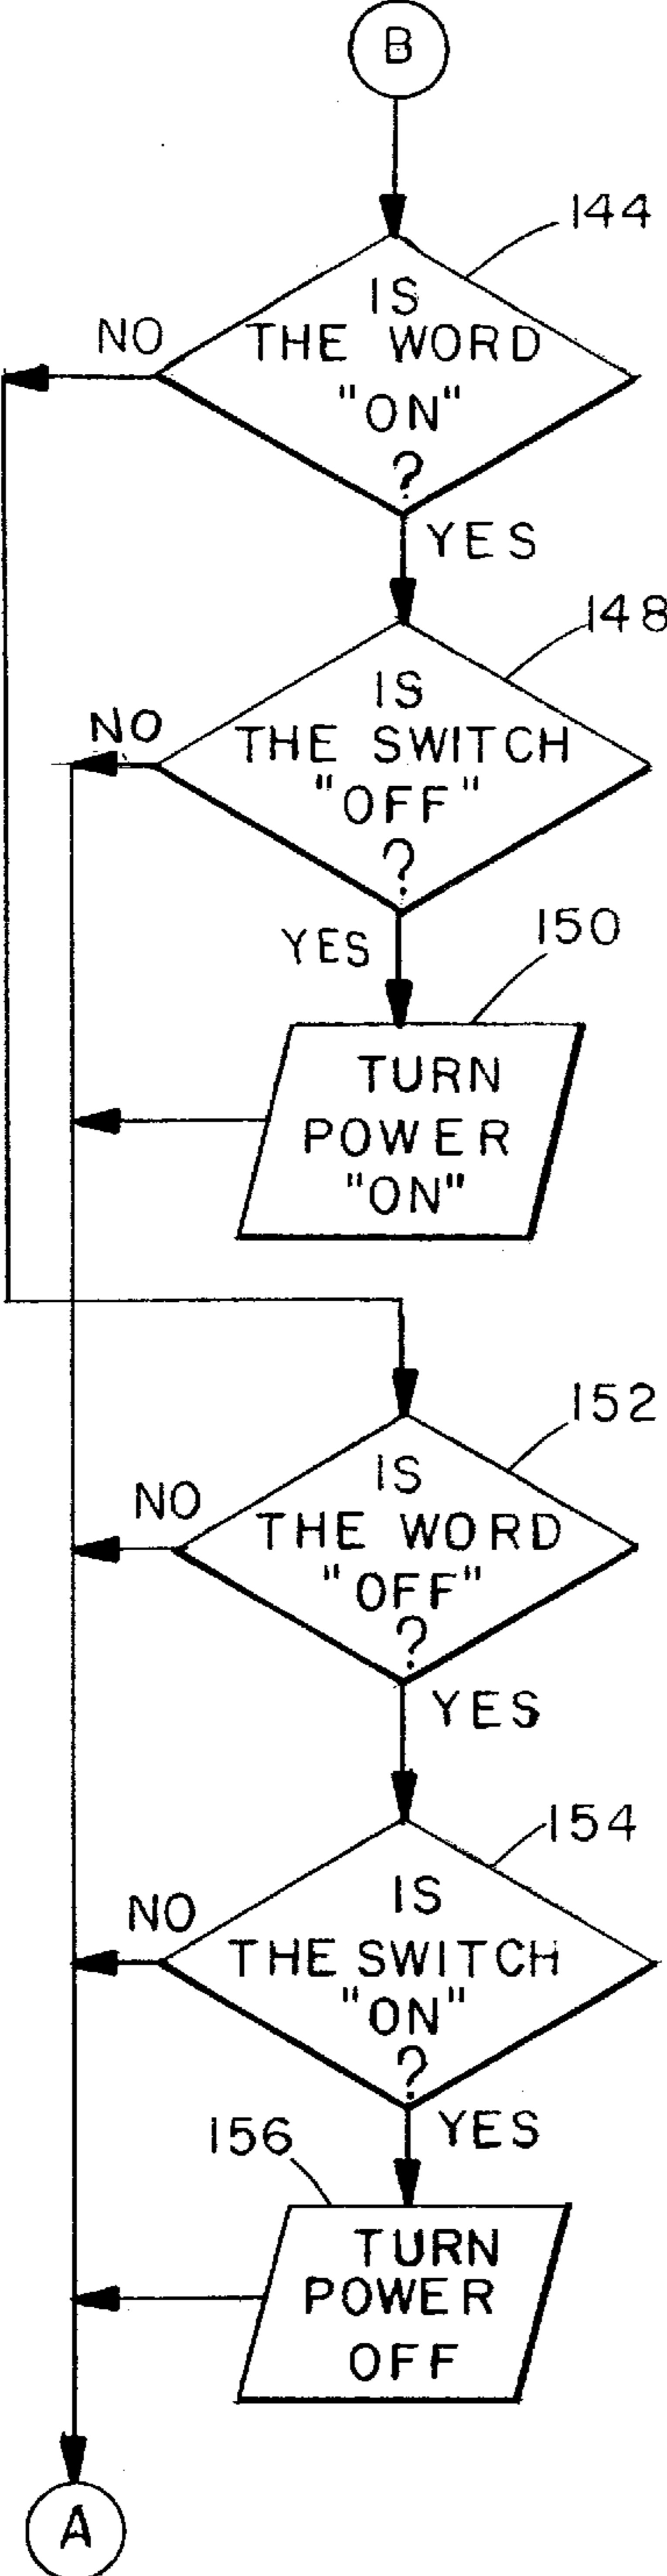 B
144
IS
NO
THE WORD
"ON"
?
YES
148
IS
NO
THE SWITCH
"OFF"
?
YES
150
TURN
POWER
"ON"
152
IS
NO
THE WORD
"OFF"
?
YES
154
IS
NO
THE SWITCH
"ON"
?
YES
156
TURN
POWER
OFF
A